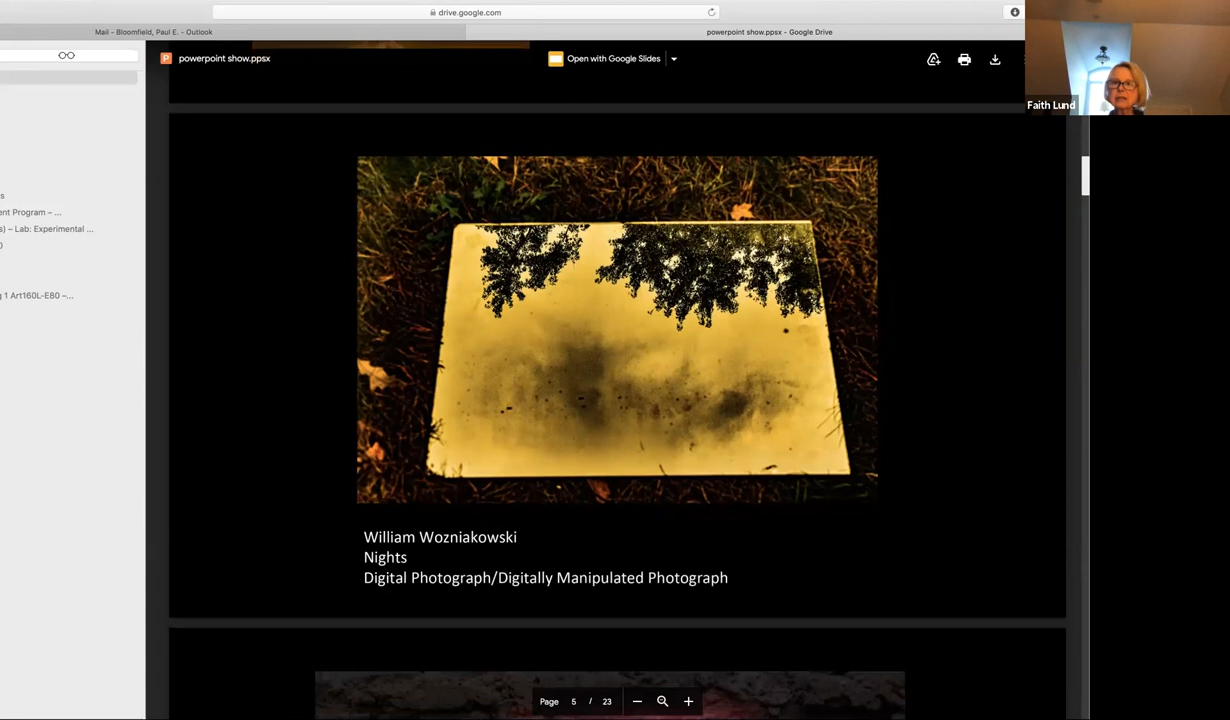 drive.google.com
Mail - Bloomfield, Paul E. - Outlook
powerpoint show.ppsx - Google Drive
P
powerpoint show.ppsx
Open with Google Slides
Faith Lund
s
ent Program – ...
s) – Lab: Experimental ...
0
g 1 Art160L-E80 –...
William Wozniakowski
Nights
Digital Photograph/Digitally Manipulated Photograph
Page 5 / 23